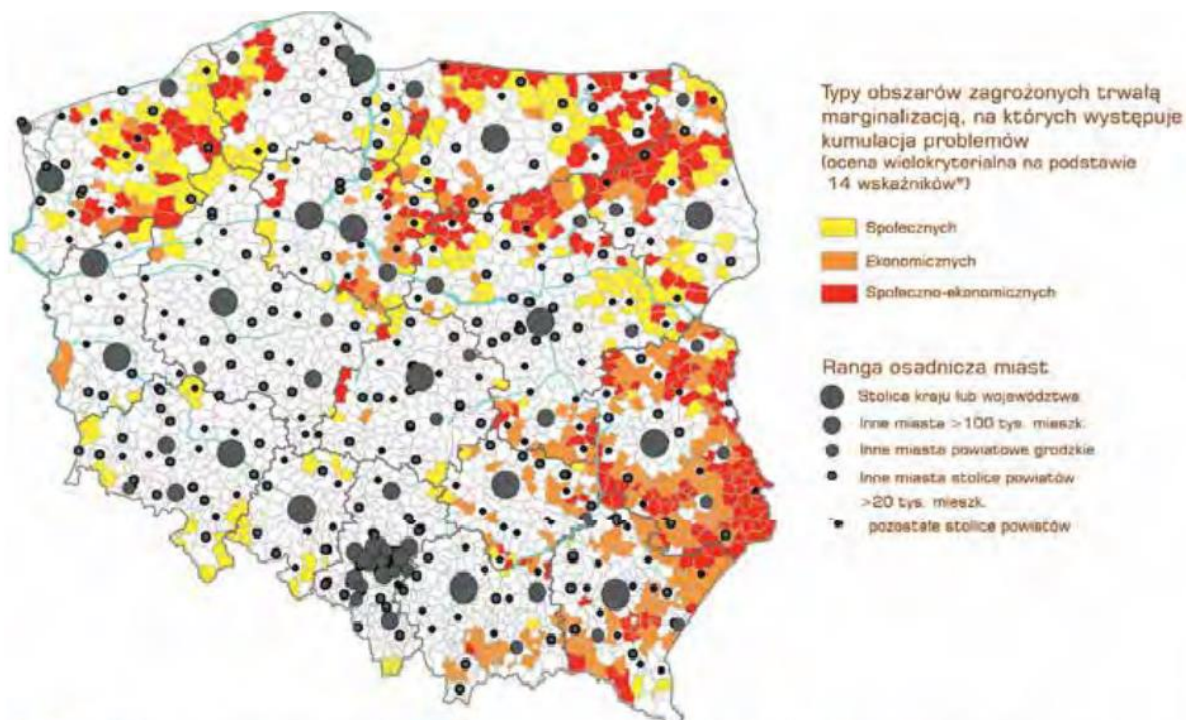 Typy obszarów zagrożonych trwałą
marginalizacją, na których występuje
kumulacja problemów
(ocena wielokryterialna na podstawie
14 wskaźników*)
Społecznych
Ekonomicznych
Społeczno-ekonomicznych
Ranga osadnicza miast
Stolica kraju lub województwa
Inne miasta >100 tys. mieszk.
Inne miasta powiatowe grodzkie
Inne miasta stolice powiatów
>20 tys. mieszk.
pozostałe stolice powiatów